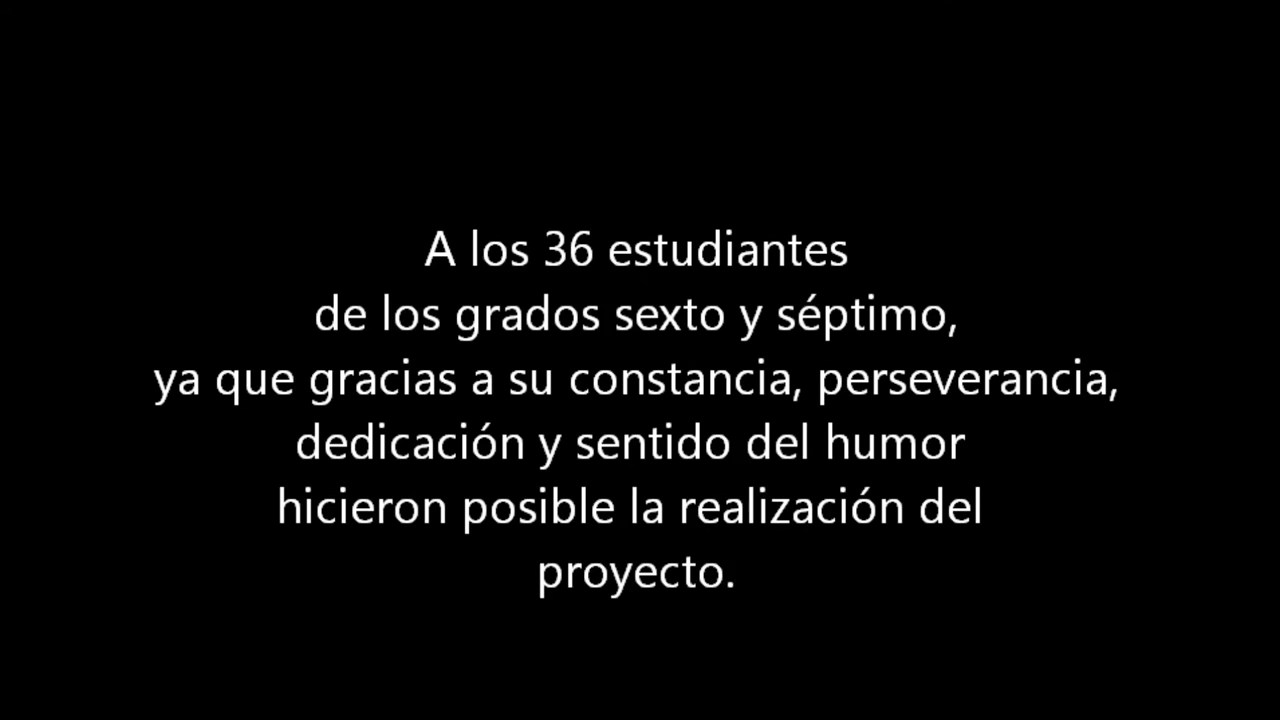 A los 36 estudiantes
de los grados sexto y séptimo,
ya que gracias a su constancia, perseverancia,
dedicación y sentido del humor
hicieron posible la realización del
proyecto.